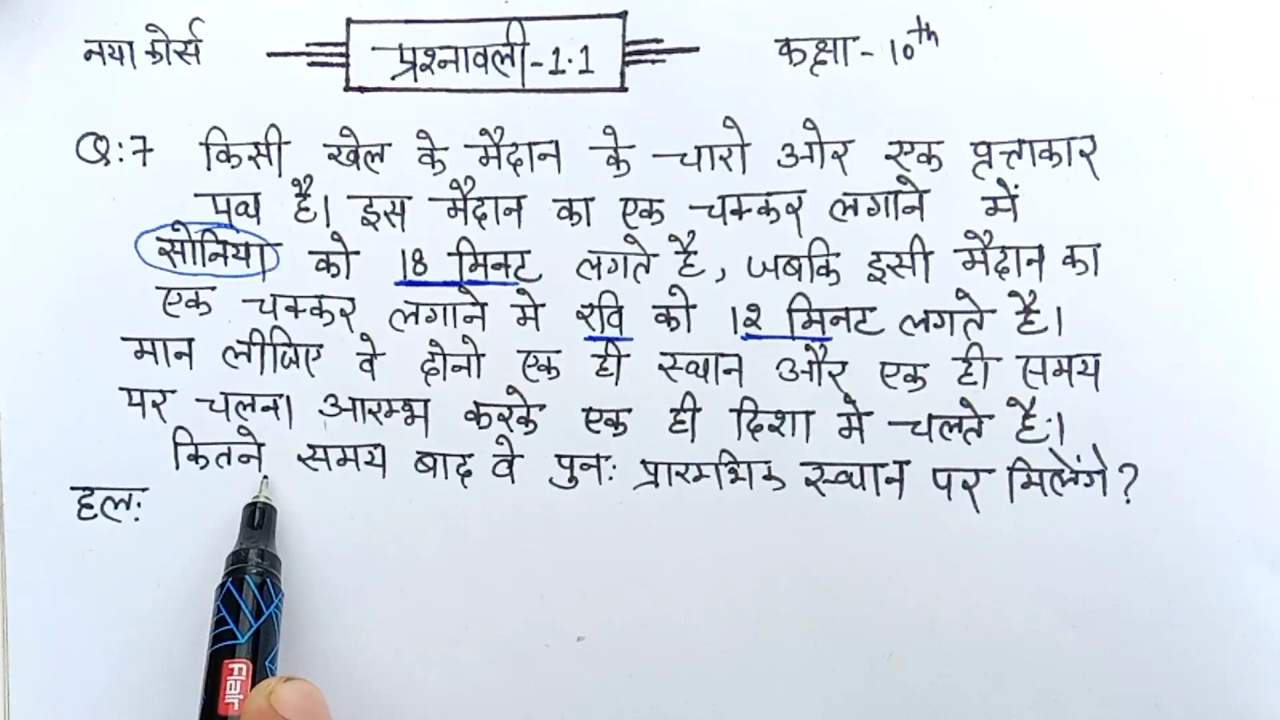 नया कोर्स प्रश्नावली-1.1 कक्षा-10th
Q:7 किसी खेल के मैदान के चारो ओर एक वृत्ताकार
पथ है। इस मैदान का एक चक्कर लगाने में
सोनिया को 18 मिनट लगते है, जबकि इसी मैदान का
एक चक्कर लगाने मे रवि को 12 मिनट लगते है।
मान लीजिए वे दोनो एक ही स्थान और एक ही समय
पर चलना आरम्भ करके एक ही दिशा मे चलते है।
कितने समय बाद वे पुनः प्रारम्भिक स्थान पर मिलेंगे?
हल:
Flair